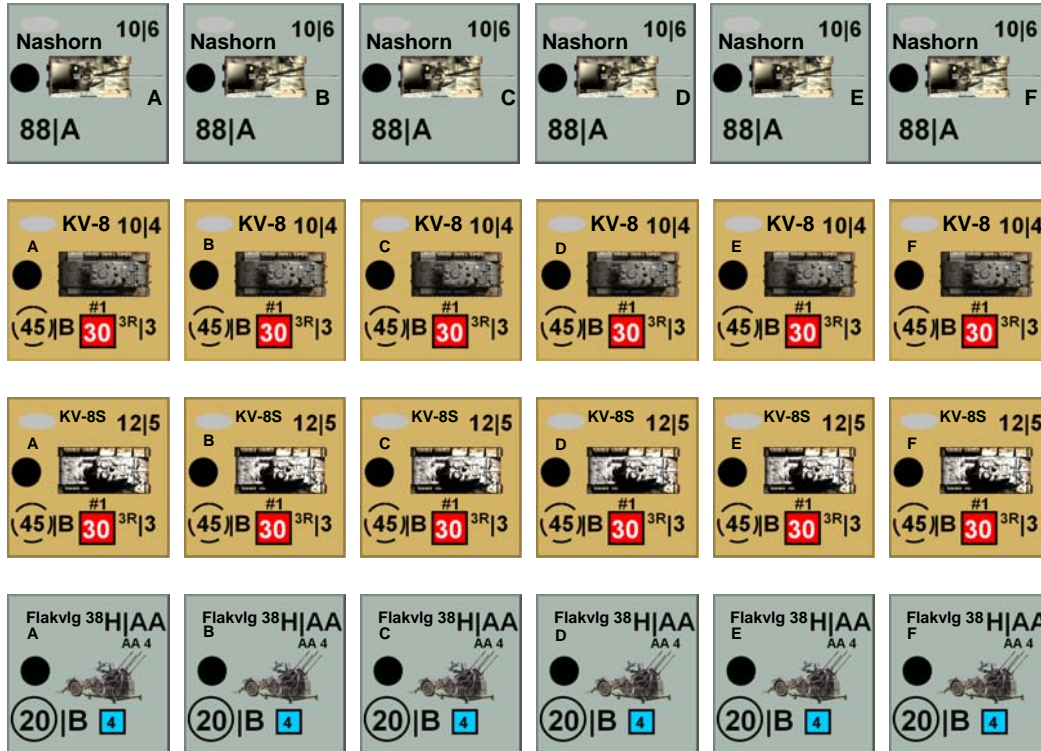 Nashorn 10|6 Nashorn 10|6 Nashorn 10|6 Nashorn 10|6 Nashorn 10|6 Nashorn 10|6
A B C D E F
88|A 88|A 88|A 88|A 88|A 88|A
KV-8 10|4 KV-8 10|4 KV-8 10|4 KV-8 10|4 KV-8 10|4 KV-8 10|4
A B C D E F
#1 #1 #1 #1 #1 #1
45|B 30 3R|3 45|B 30 3R|3 45|B 30 3R|3 45|B 30 3R|3 45|B 30 3R|3 45|B 30 3R|3
KV-8S 12|5 KV-8S 12|5 KV-8S 12|5 KV-8S 12|5 KV-8S 12|5 KV-8S 12|5
A B C D E F
#1 #1 #1 #1 #1 #1
45|B 30 3R|3 45|B 30 3R|3 45|B 30 3R|3 45|B 30 3R|3 45|B 30 3R|3 45|B 30 3R|3
Flakvlg 38 H|AA Flakvlg 38 H|AA Flakvlg 38 H|AA Flakvlg 38 H|AA Flakvlg 38 H|AA Flakvlg 38 H|AA
A AA 4 B AA 4 C AA 4 D AA 4 E AA 4 F AA 4
20|B 4 20|B 4 20|B 4 20|B 4 20|B 4 20|B 4